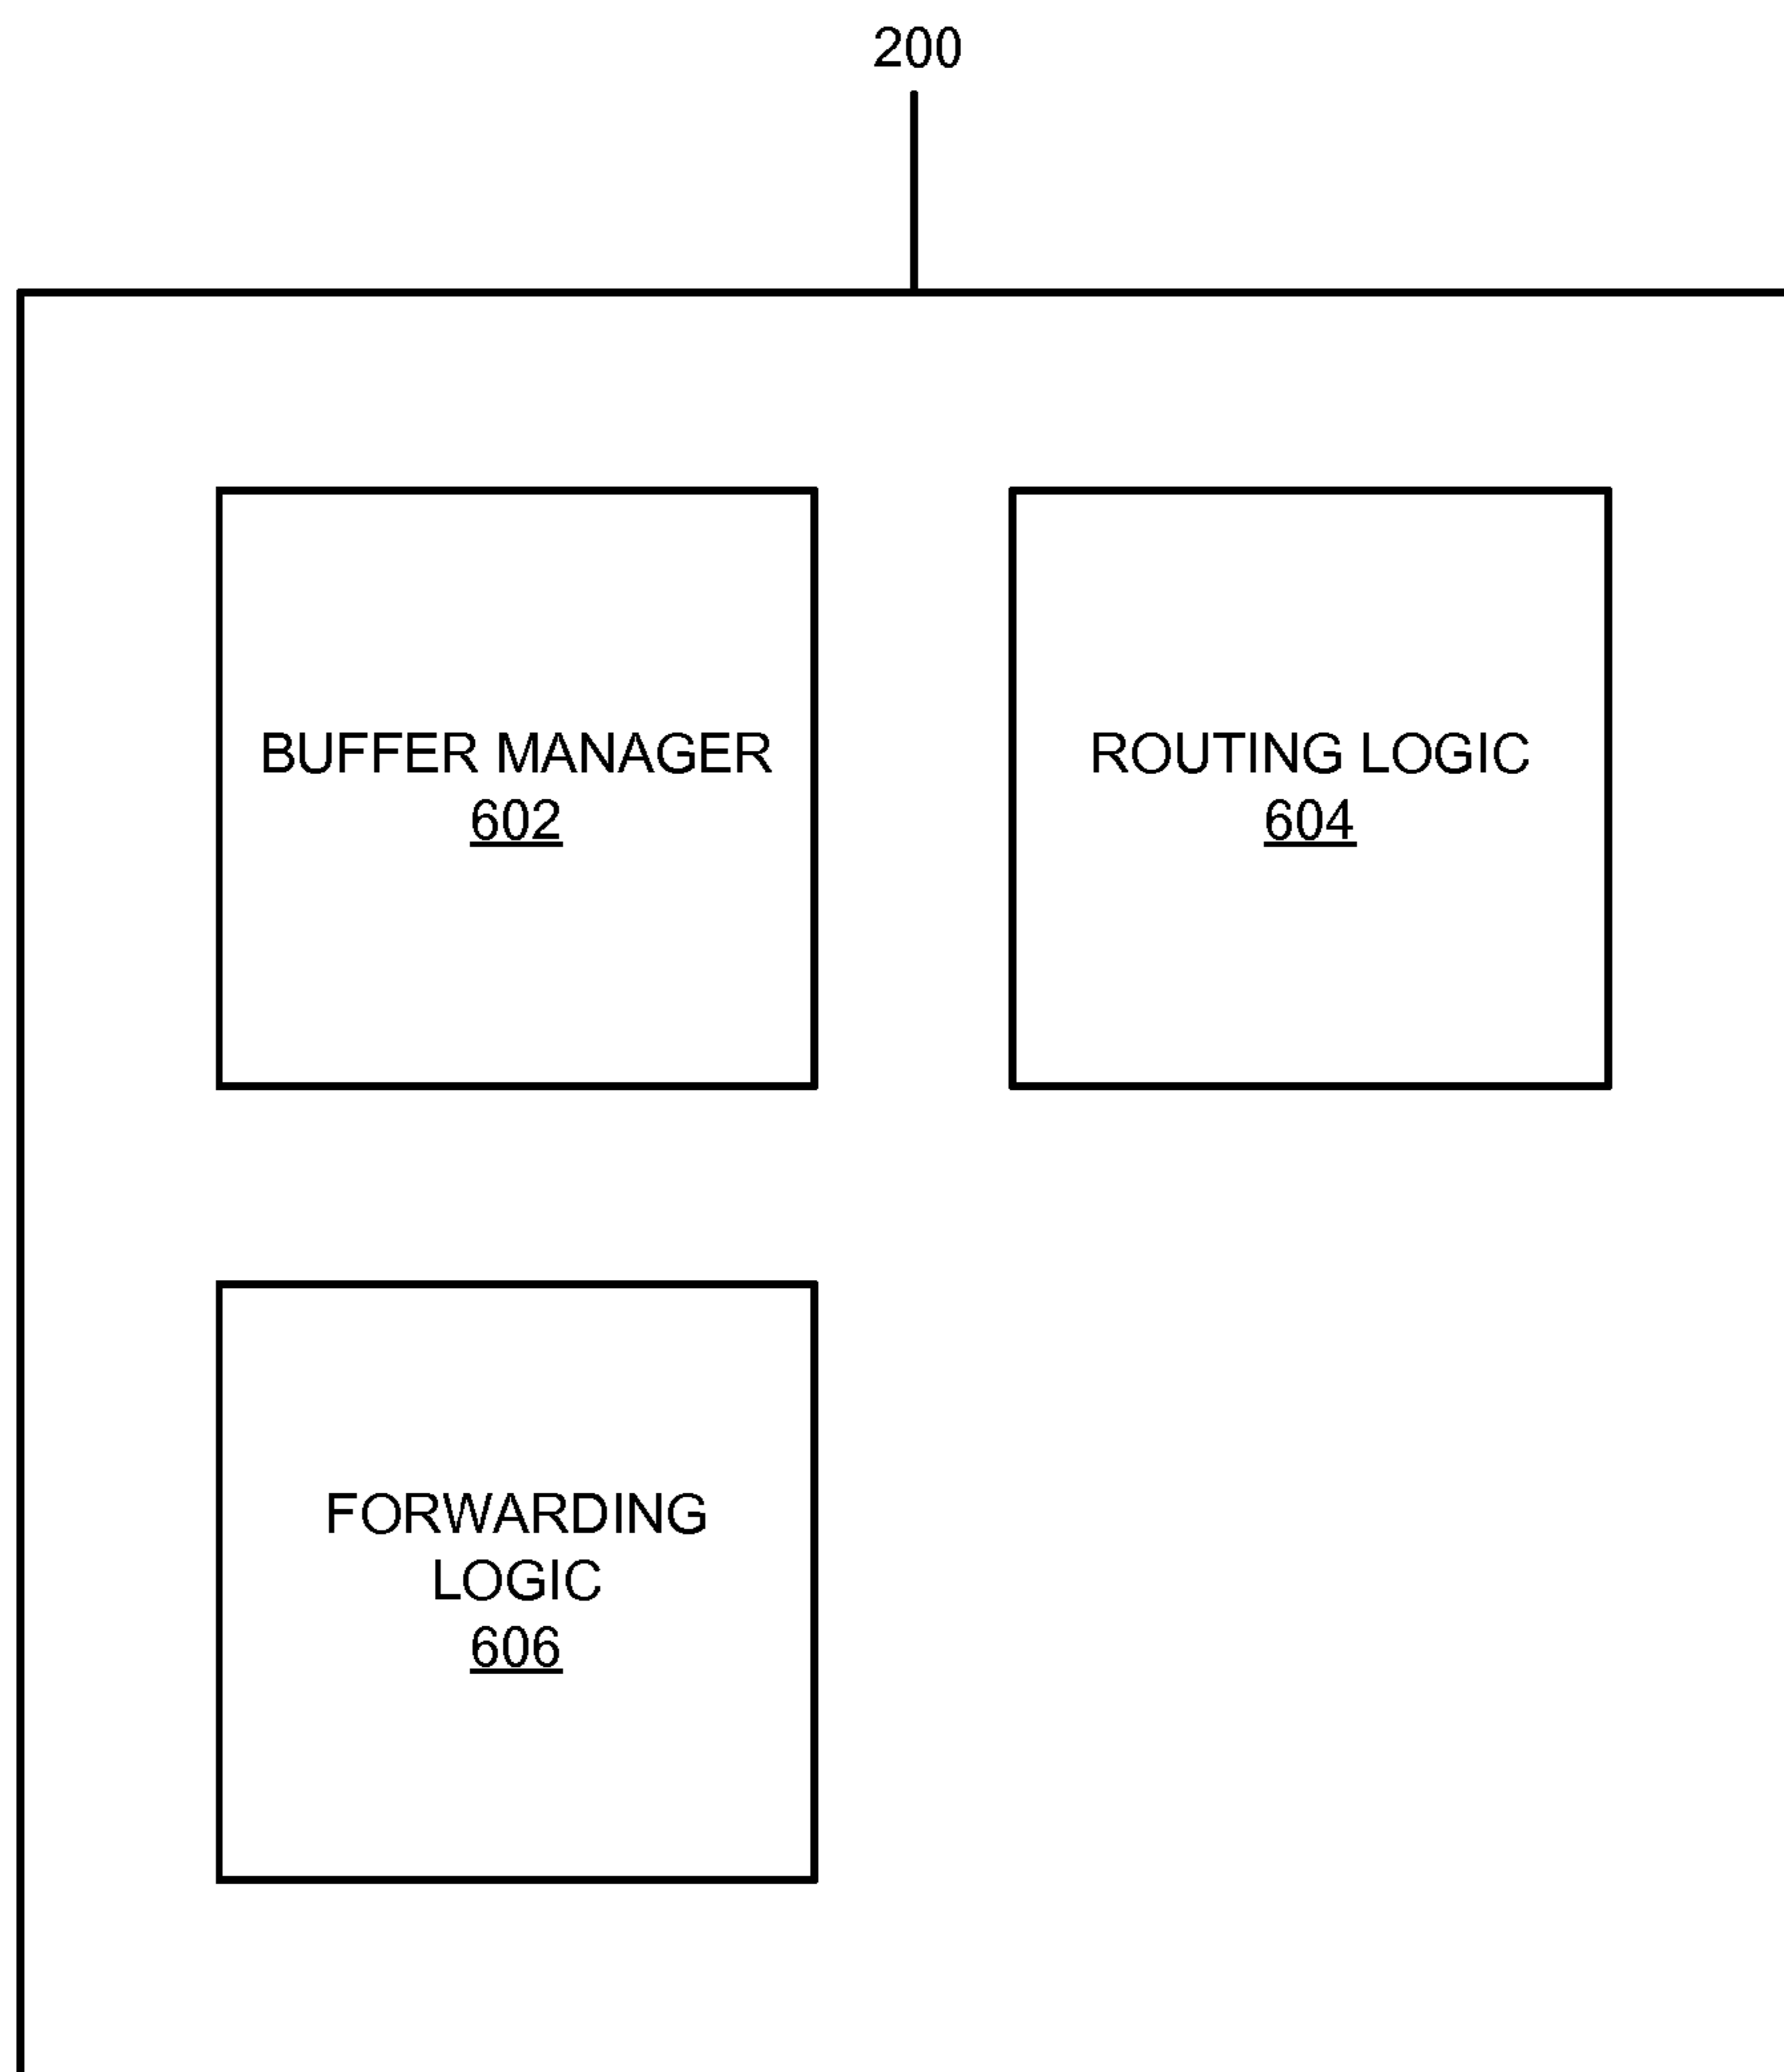 200
BUFFER MANAGER
602
ROUTING LOGIC
604
FORWARDING
LOGIC
606